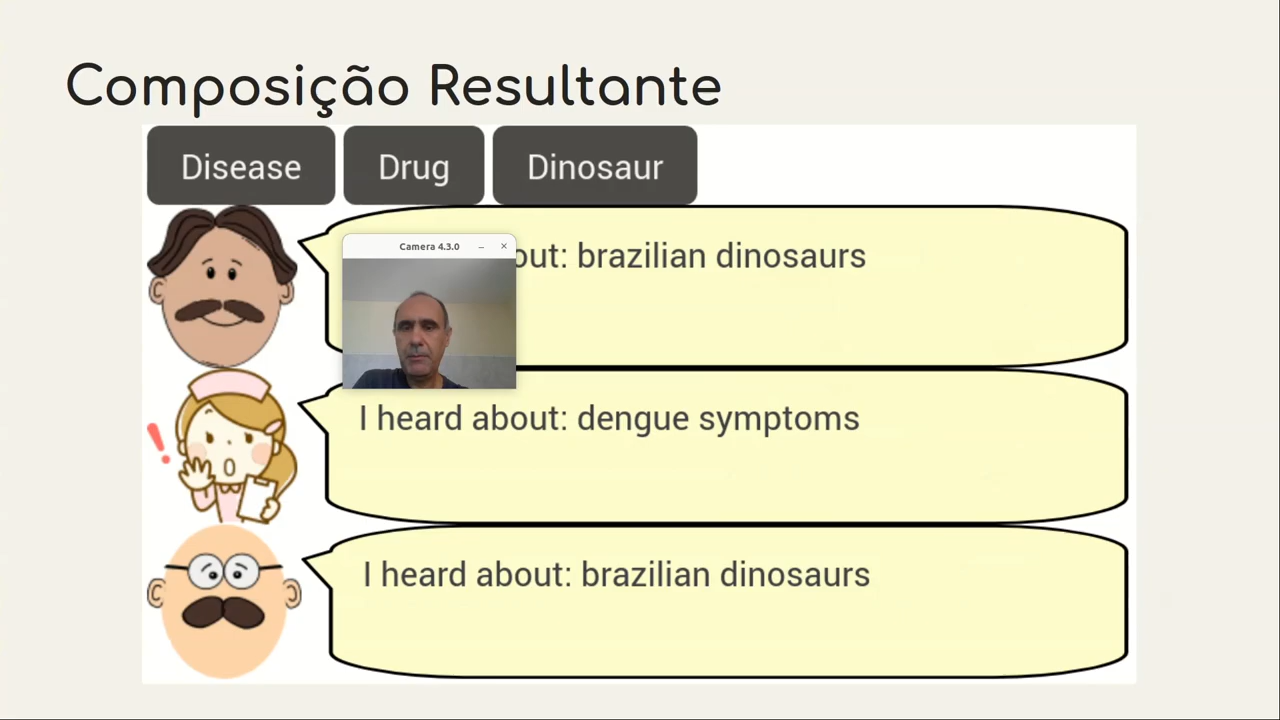 Composição Resultante
Disease Drug Dinosaur
Camera 4.3.0
out: brazilian dinosaurs
I heard about: dengue symptoms
I heard about: brazilian dinosaurs